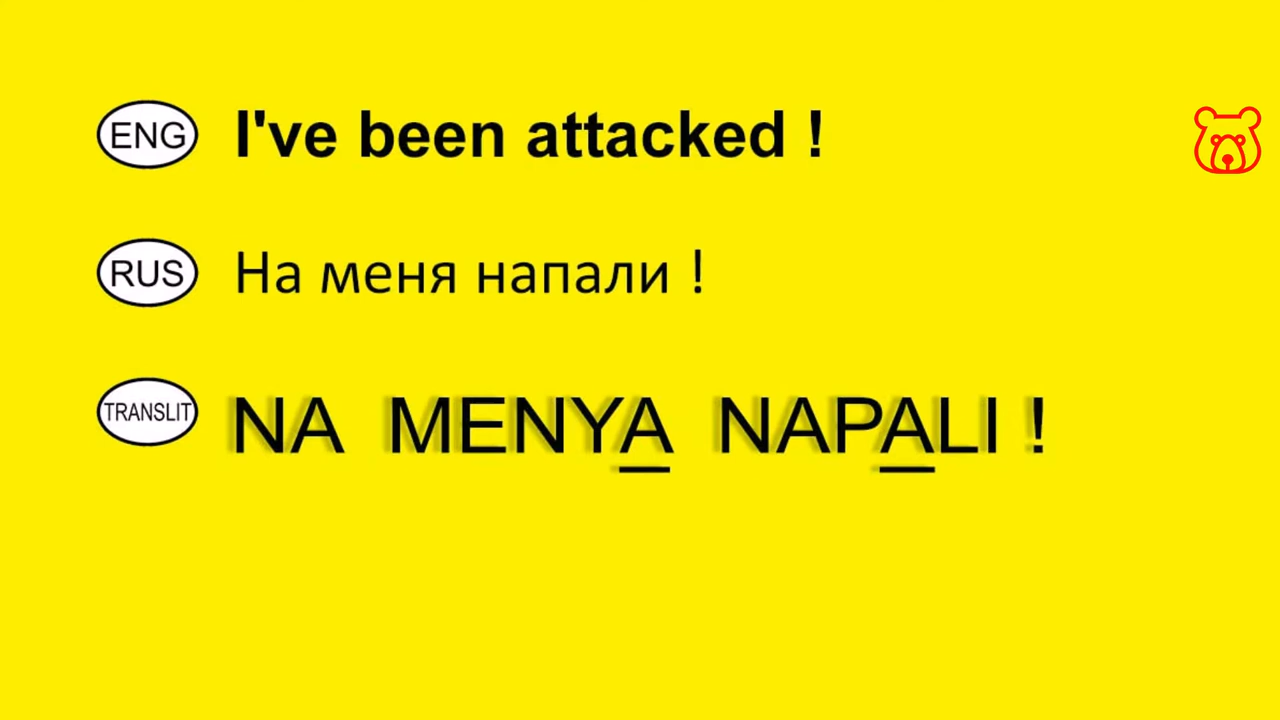 ENG I've been attacked !
RUS На меня напали !
TRANSLIT NA MENYA NAPALI !